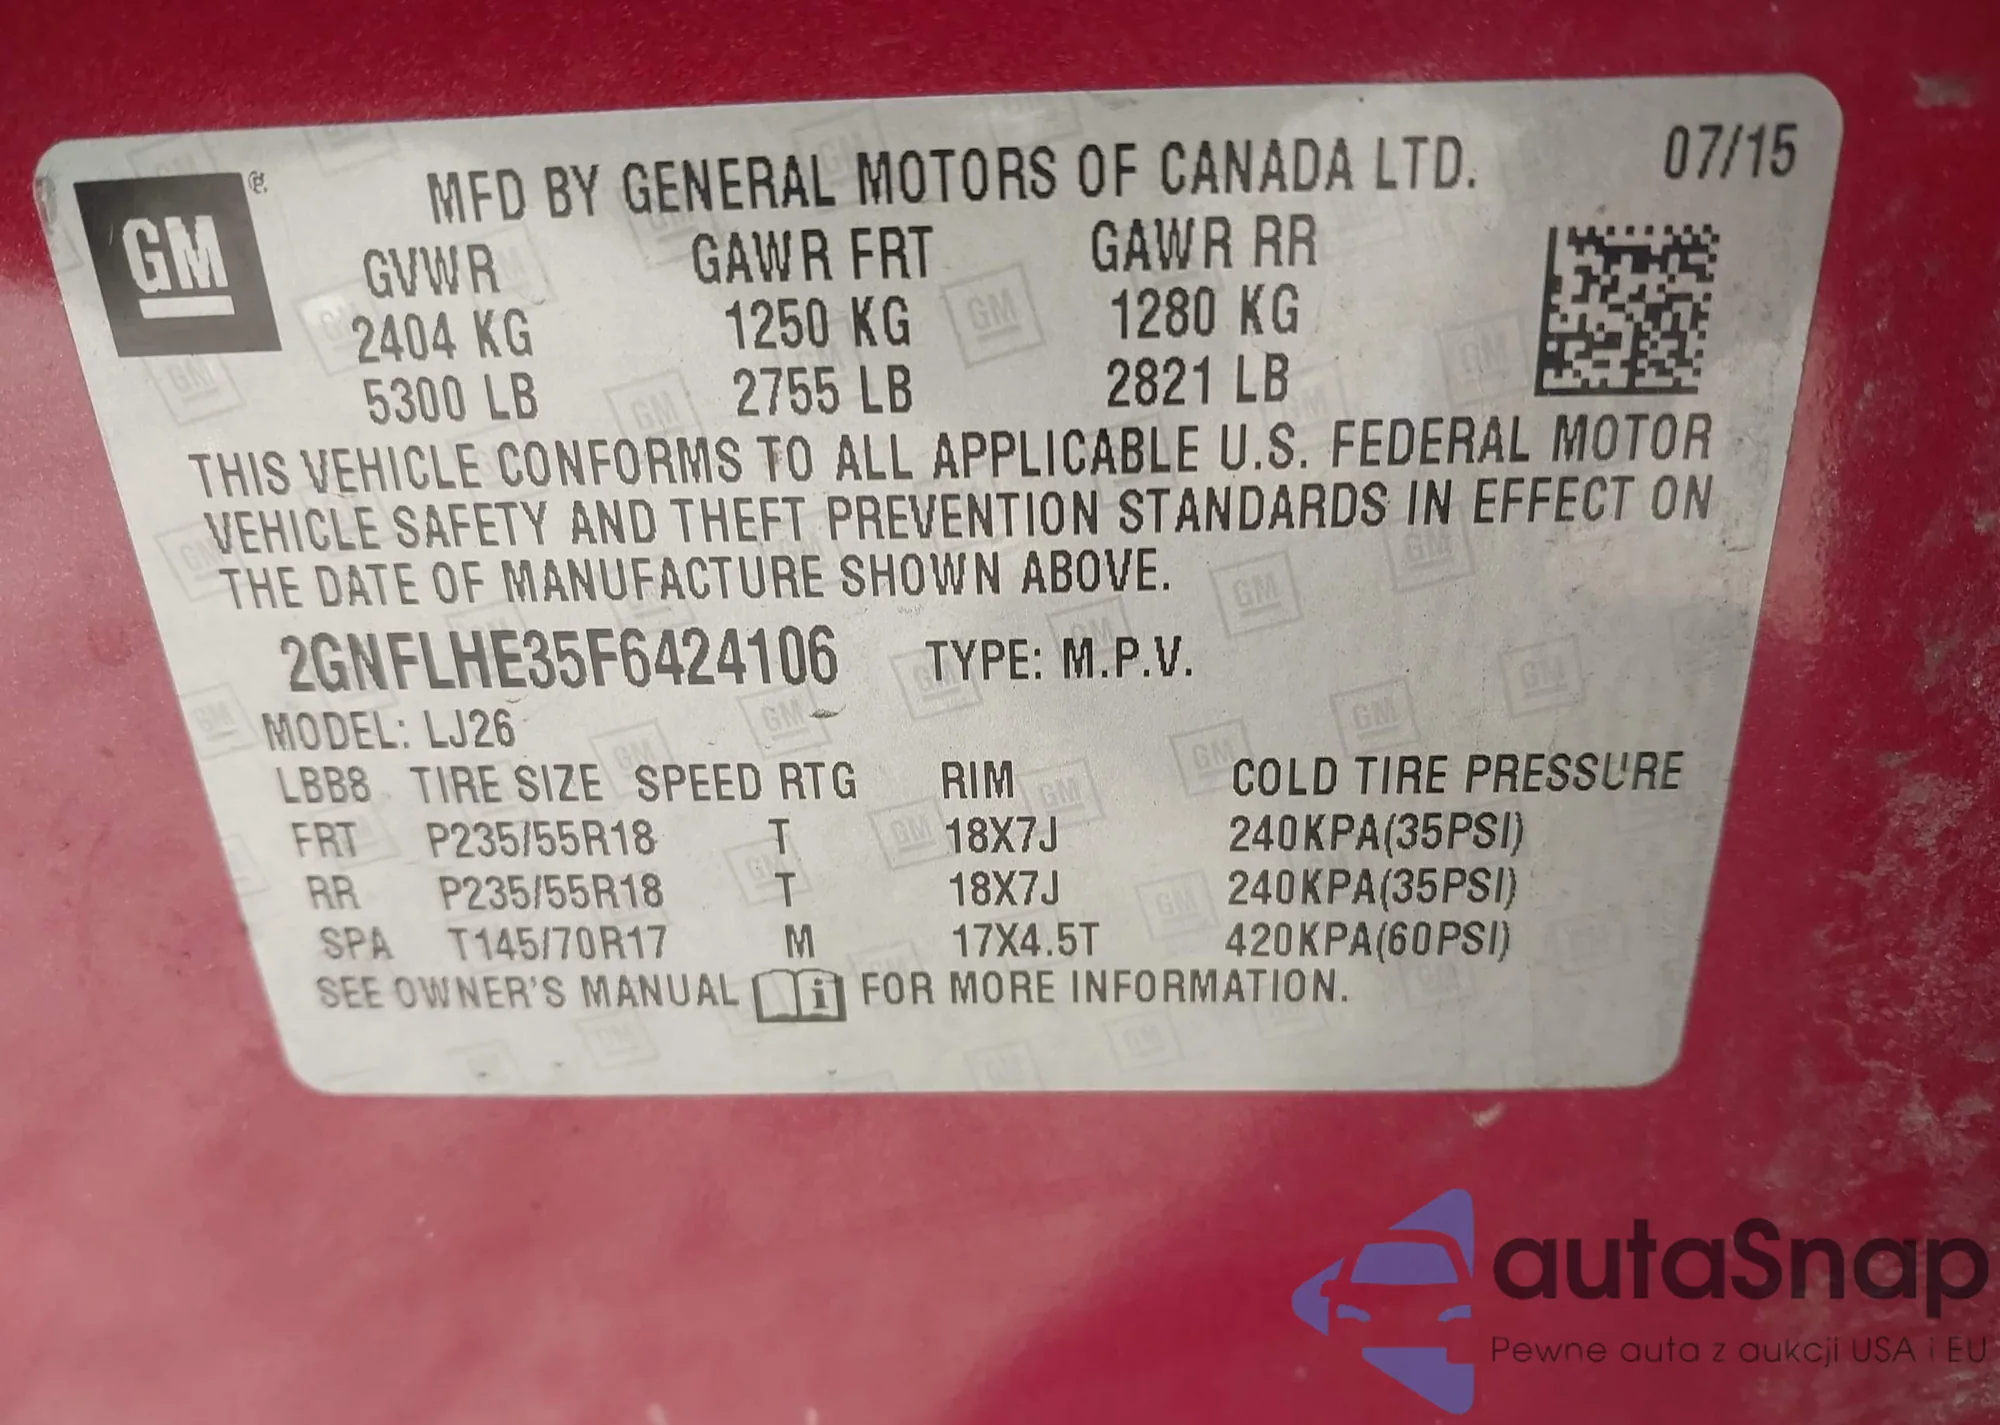 GM
MFD BY GENERAL MOTORS OF CANADA LTD. 07/15
GVWR GAWR FRT GAWR RR
2404 KG 1250 KG 1280 KG
5300 LB 2755 LB 2821 LB
THIS VEHICLE CONFORMS TO ALL APPLICABLE U.S. FEDERAL MOTOR
VEHICLE SAFETY AND THEFT PREVENTION STANDARDS IN EFFECT ON
THE DATE OF MANUFACTURE SHOWN ABOVE.
2GNFLHE35F6424106 TYPE: M.P.V.
MODEL: LJ26
LBB8 TIRE SIZE SPEED RTG RIM COLD TIRE PRESSURE
FRT P235/55R18 T 18X7J 240KPA(35PSI)
RR P235/55R18 T 18X7J 240KPA(35PSI)
SPA T145/70R17 M 17X4.5T 420KPA(60PSI)
SEE OWNER'S MANUAL i FOR MORE INFORMATION.
autaSnap
Pewne auta z aukcji USA i EU